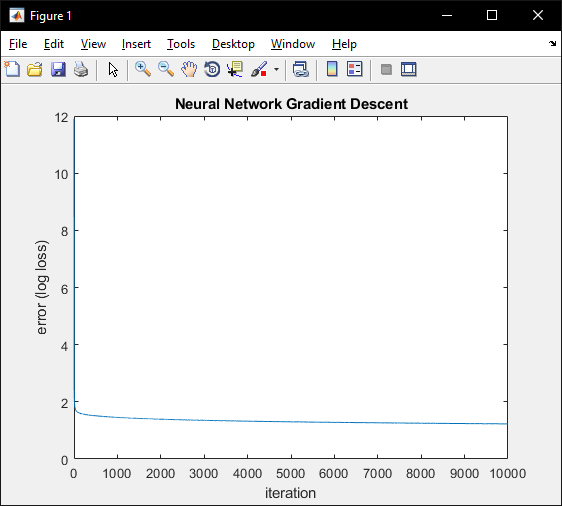 Figure 1
File Edit View Insert Tools Desktop Window Help
Neural Network Gradient Descent
12
10
8
6
4
2
0
error (log loss)
0 1000 2000 3000 4000 5000 6000 7000 8000 9000 10000
iteration